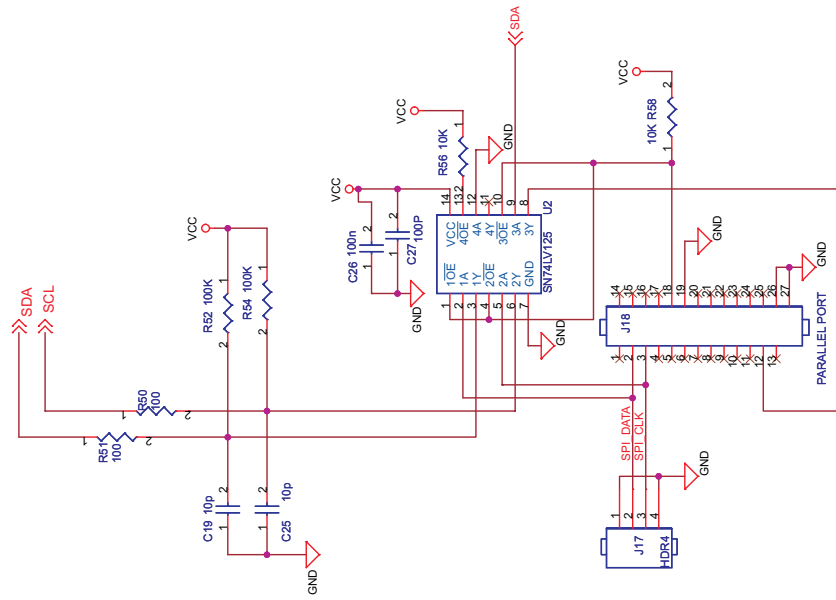 SDA
SCL
SDA
VCC
VCC
VCC
VCC
R52 100K
R54 100K
1
2
1
2
R50
100
1
2
R51
100
1
2
C19 10p
1
2
10p
C25
1
2
GND
C26 100n
1
2
C27
100P
1
2
GND
R56 10K
1
2
GND
10K R58
1
2
14
13
12
11
10
9
8
VCC
4OE
4A
4Y
3OE
3A
3Y
1OE
1A
1Y
2OE
2A
2Y
GND
1
2
3
4
5
6
7
U2
SN74LV125
GND
SPI_DATA
SPI_CLK
J18
PARALLEL PORT
14
15
16
17
18
19
20
21
22
23
24
25
26
27
1
2
3
4
5
6
7
8
9
10
11
12
13
GND
GND
J17
HDR4
1
2
3
4
GND